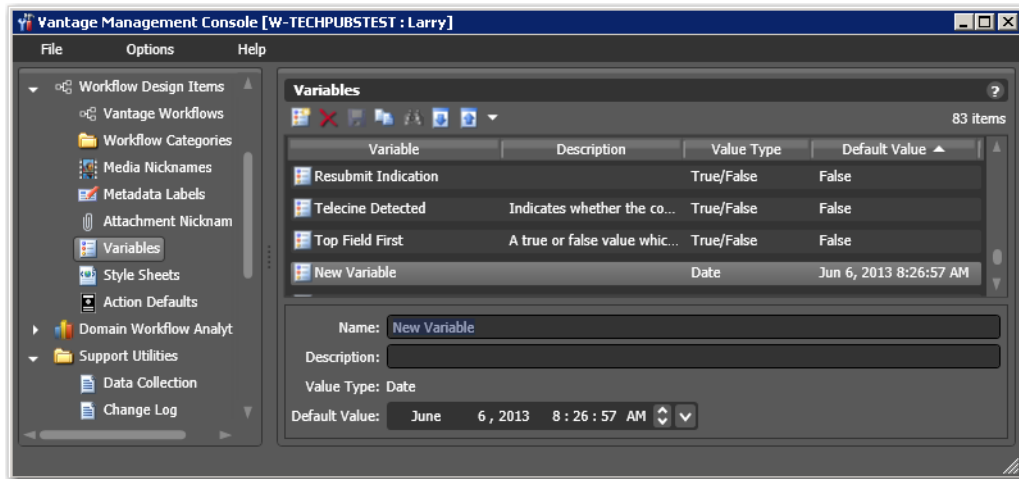 Vantage Management Console [W-TECHPUBSTEST : Larry]
File Options Help
Workflow Design Items
Vantage Workflows
Workflow Categories
Media Nicknames
Metadata Labels
Attachment Nicknam
Variables
Style Sheets
Action Defaults
Domain Workflow Analyt
Support Utilities
Data Collection
Change Log
Variables ?
83 items
Variable Description Value Type Default Value
Resubmit Indication True/False False
Telecine Detected Indicates whether the co... True/False False
Top Field First A true or false value whic... True/False False
New Variable Date Jun 6, 2013 8:26:57 AM
Name: New Variable
Description:
Value Type: Date
Default Value: June 6 , 2013 8 : 26 : 57 AM